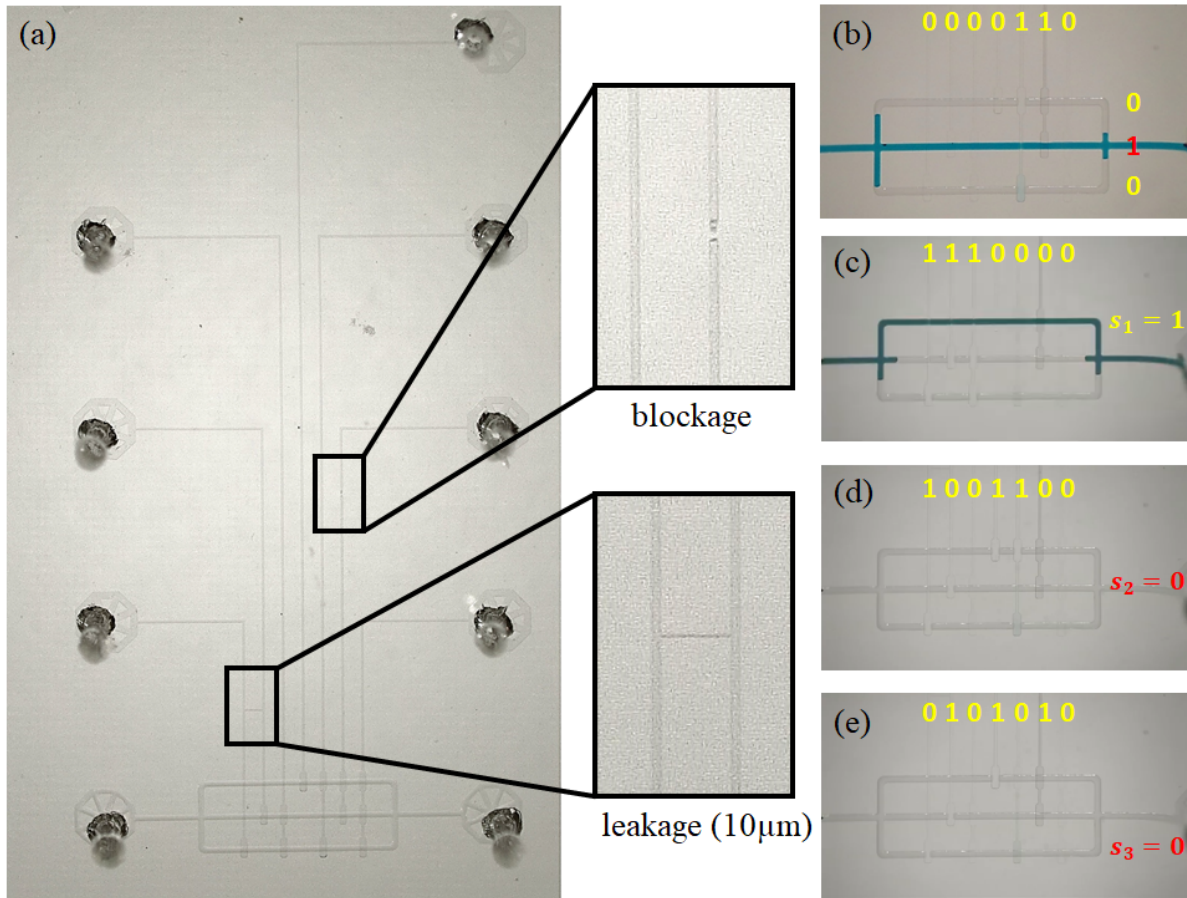 (a)
blockage
leakage (10μm)
(b)
0 0 0 0 1 1 0
0
1
0
(c)
1 1 1 0 0 0 0
s₁ = 1
(d)
1 0 0 1 1 0 0
s₂ = 0
(e)
0 1 0 1 0 1 0
s₃ = 0